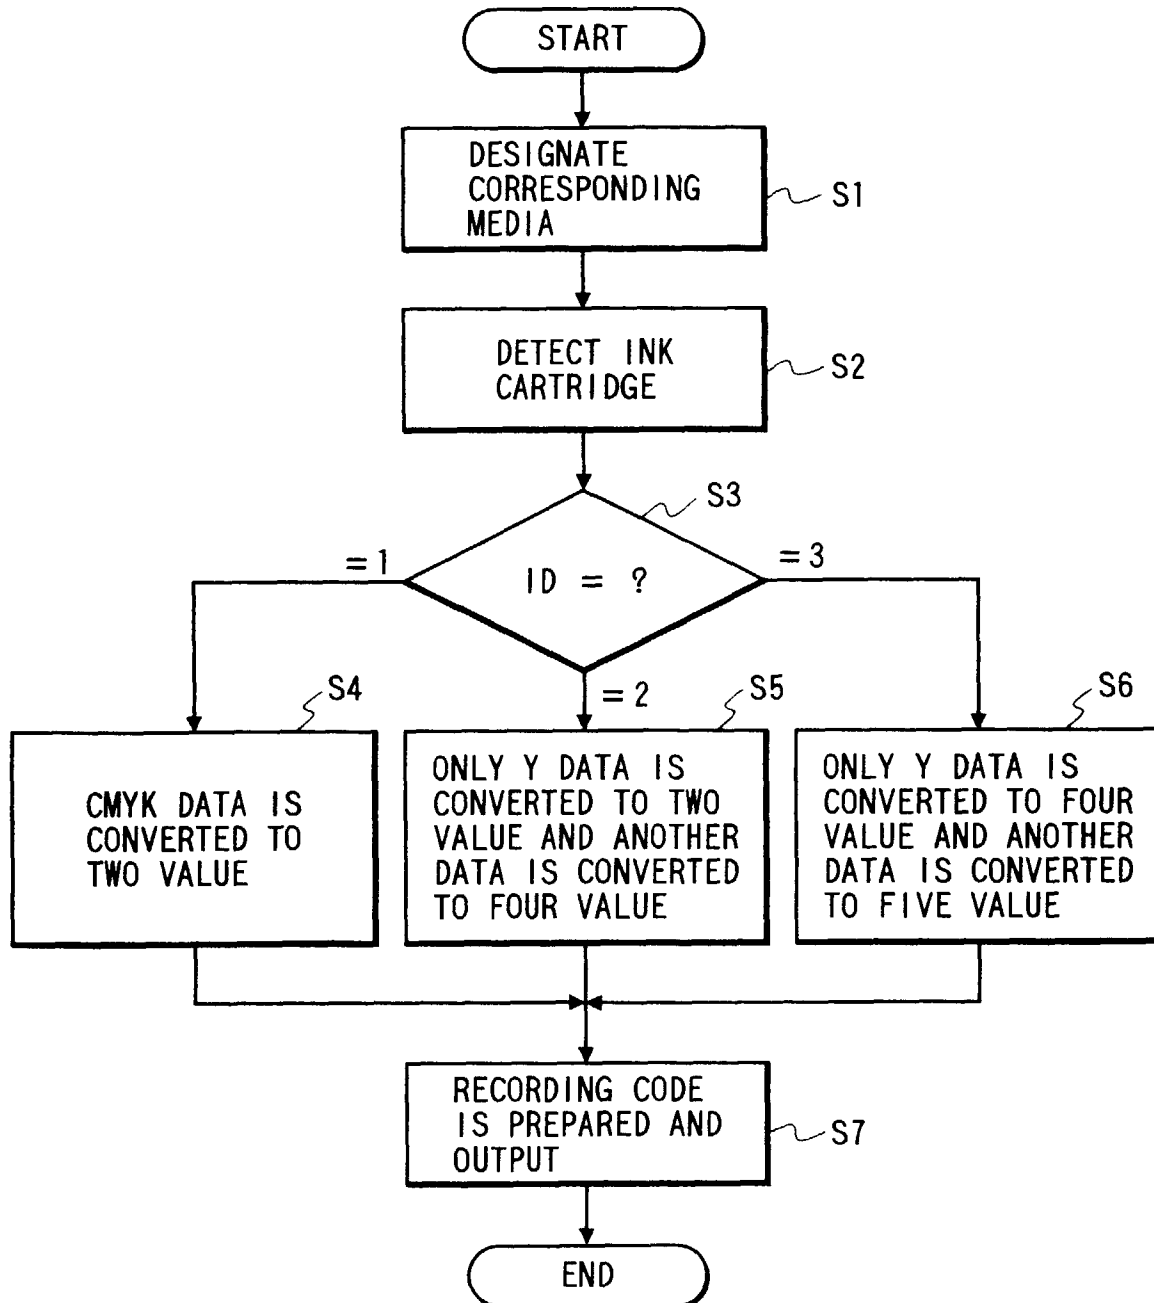 START
DESIGNATE
CORRESPONDING
MEDIA
S1
DETECT INK
CARTRIDGE
S2
S3
ID = ?
= 1
= 3
= 2
S4
CMYK DATA IS
CONVERTED TO
TWO VALUE
S5
ONLY Y DATA IS
CONVERTED TO TWO
VALUE AND ANOTHER
DATA IS CONVERTED
TO FOUR VALUE
S6
ONLY Y DATA IS
CONVERTED TO FOUR
VALUE AND ANOTHER
DATA IS CONVERTED
TO FIVE VALUE
RECORDING CODE
IS PREPARED AND
OUTPUT
S7
END